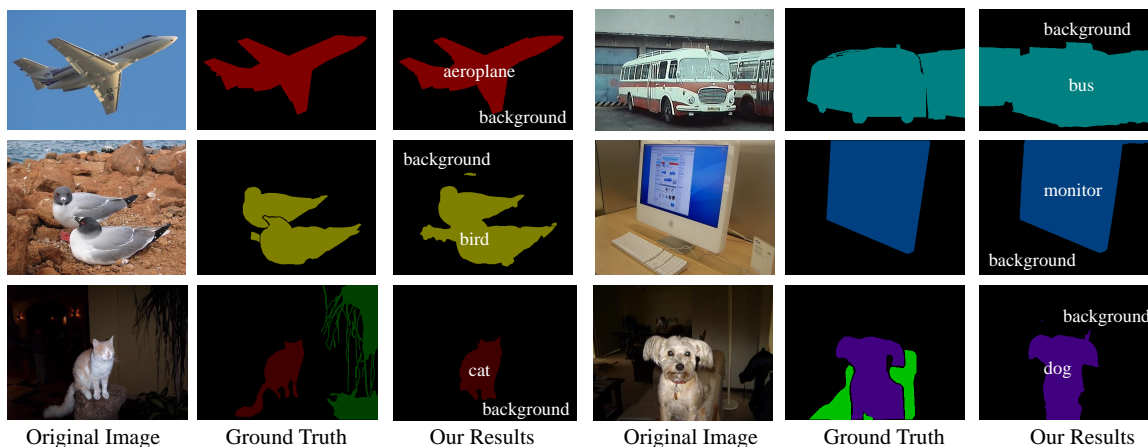 aeroplane
background
background
bus
background
bird
monitor
background
cat
background
background
dog
Original Image
Ground Truth
Our Results
Original Image
Ground Truth
Our Results